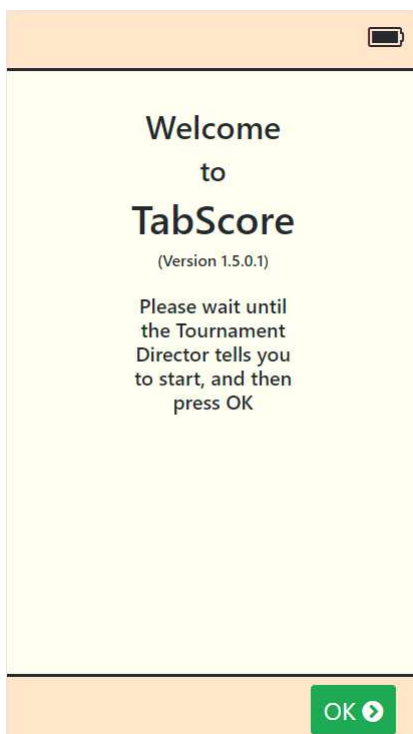 Welcome
to
TabScore
(Version 1.5.0.1)
Please wait until
the Tournament
Director tells you
to start, and then
press OK
OK